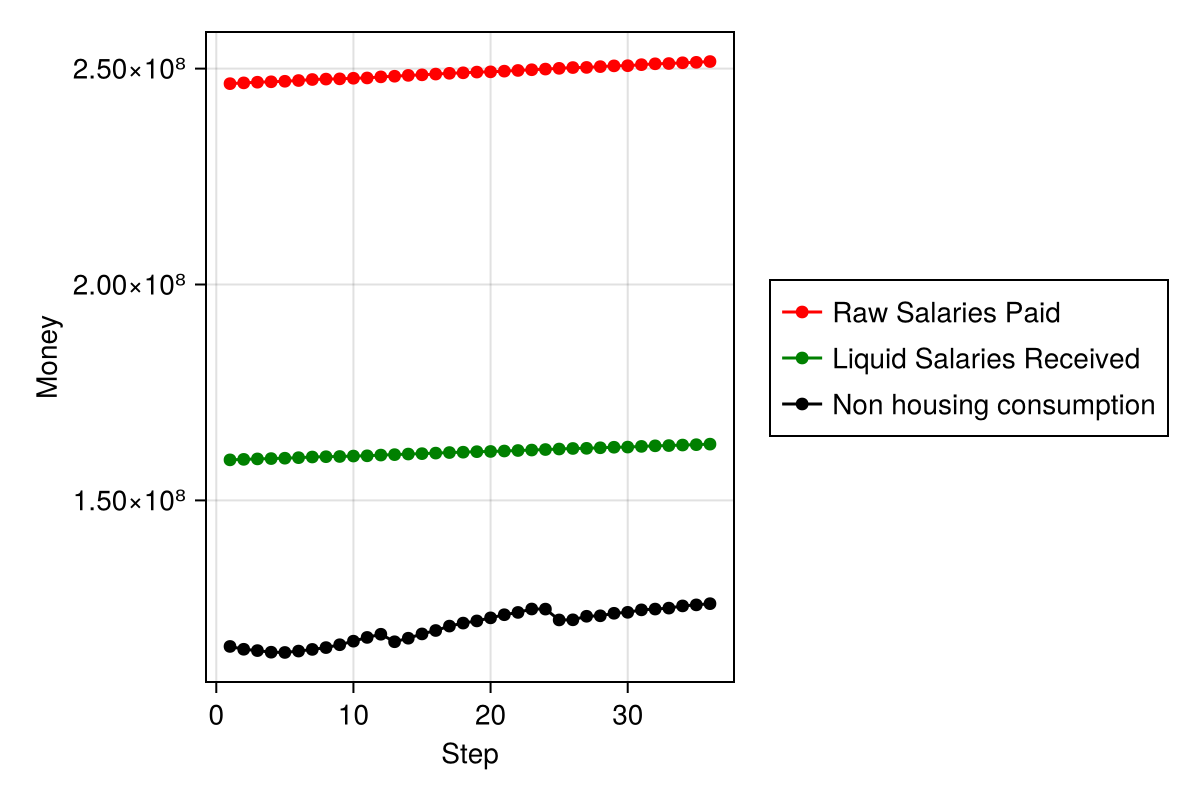 2.50×10⁸
2.00×10⁸
1.50×10⁸
Money
0 10 20 30
Step
Raw Salaries Paid
Liquid Salaries Received
Non housing consumption